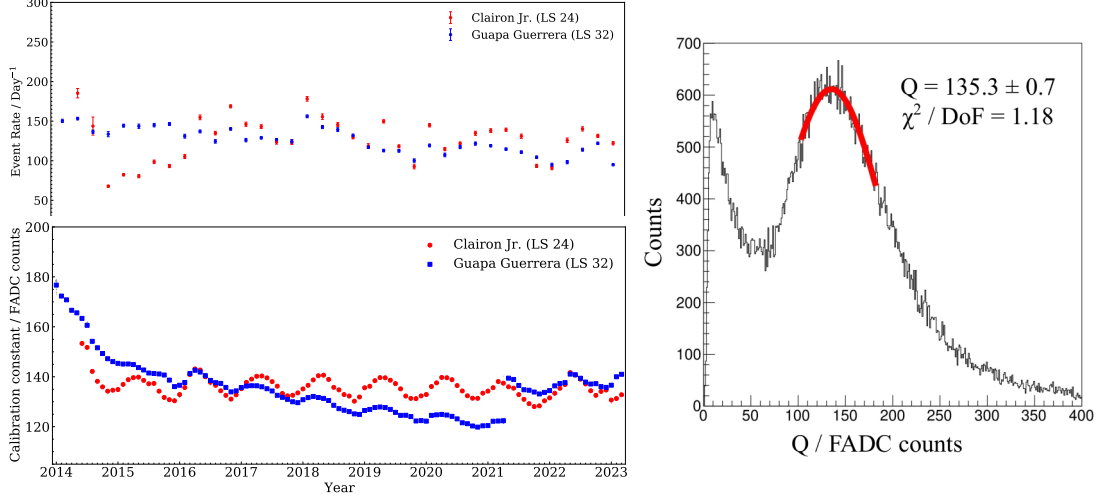 300
250
200
150
100
50
Event Rate / Day⁻¹
Clairon Jr. (LS 24)
Guapa Guerrera (LS 32)
200
180
160
140
120
Calibration constant / FADC counts
Clairon Jr. (LS 24)
Guapa Guerrera (LS 32)
2014 2015 2016 2017 2018 2019 2020 2021 2022 2023
Year
700
600
500
400
300
200
100
0
Counts
Q = 135.3 ± 0.7
χ² / DoF = 1.18
0 50 100 150 200 250 300 350 400
Q / FADC counts